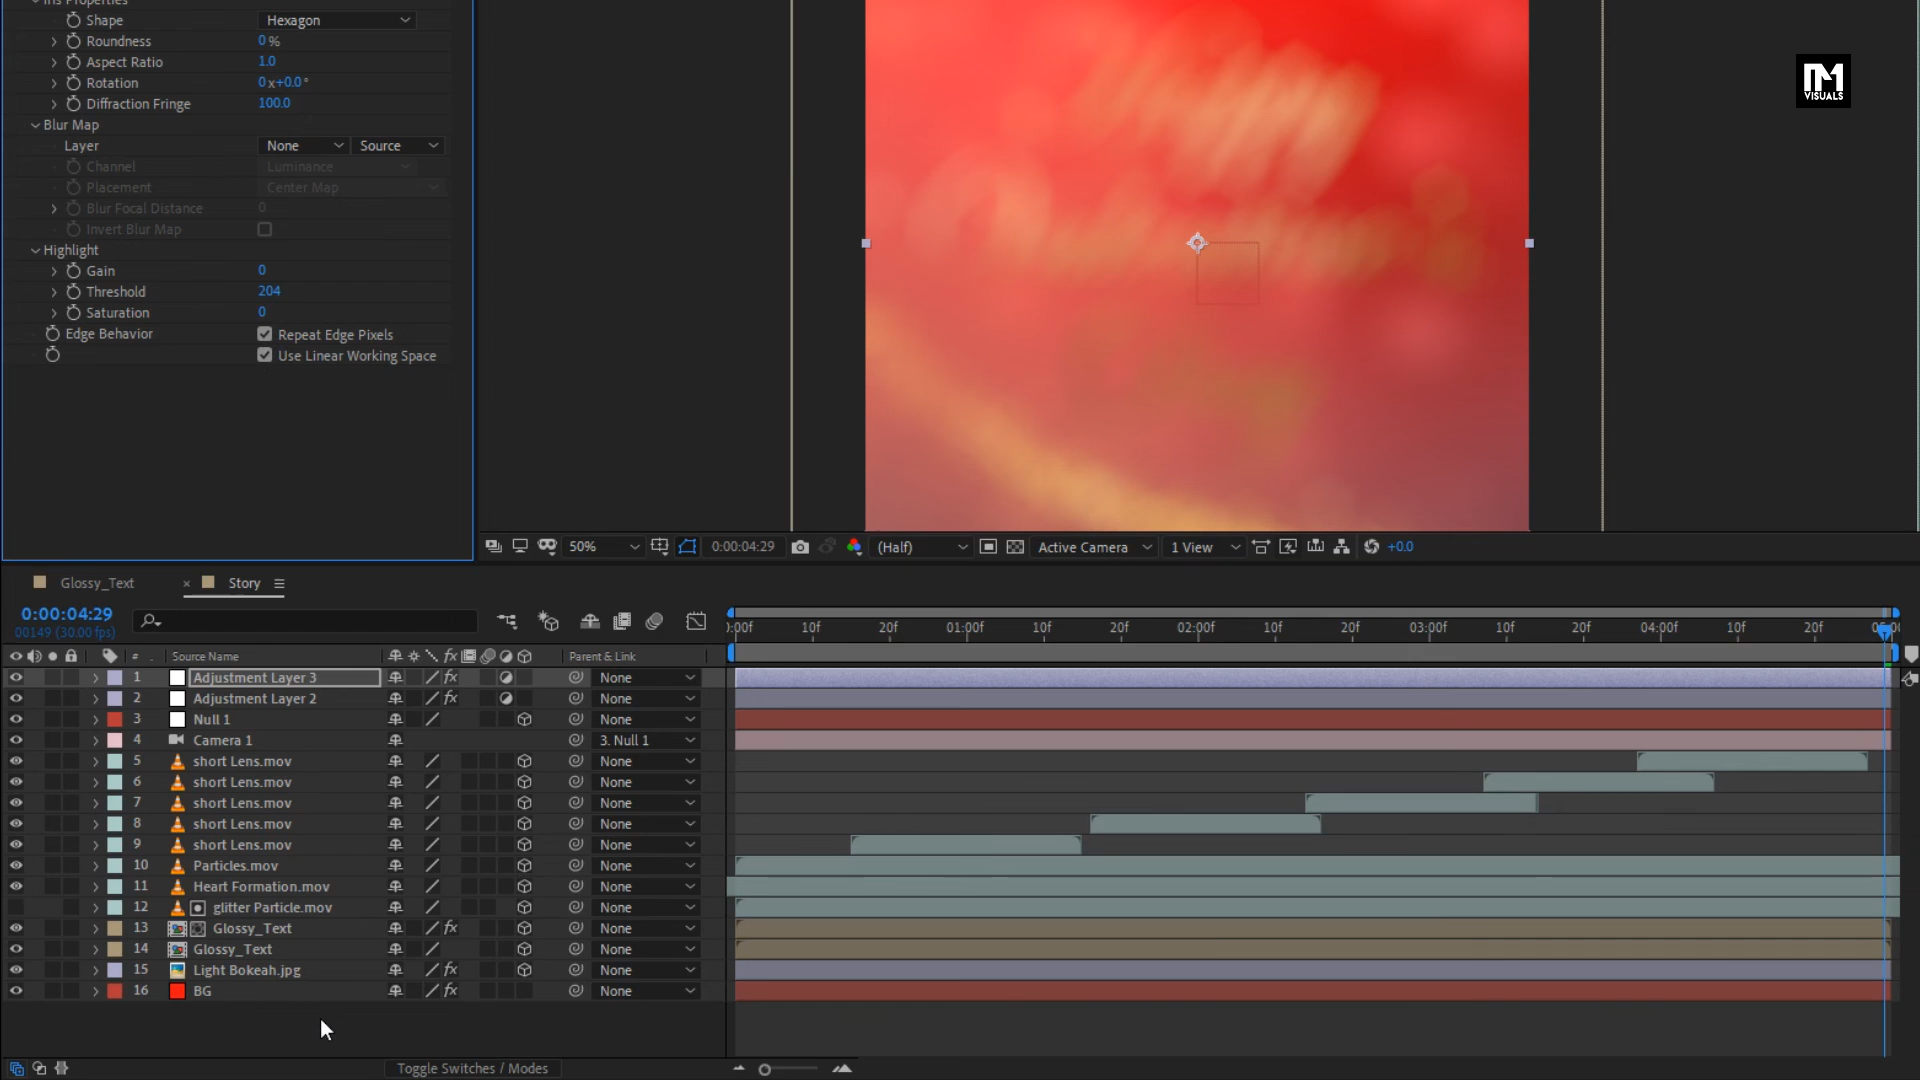 Iris Properties
Shape Hexagon
Roundness 0 %
Aspect Ratio 1.0
Rotation 0 x+0.0 °
Diffraction Fringe 100.0
Blur Map
Layer None Source
Channel Luminance
Placement Center Map
Blur Focal Distance 0
Invert Blur Map
Highlight
Gain 0
Threshold 204
Saturation 0
Edge Behavior Repeat Edge Pixels
Use Linear Working Space
VISUALS
50% 0:00:04:29 (Half) Active Camera 1 View +0.0
Glossy_Text × Story
0:00:04:29
00149 (30.00 fps)
:00f 10f 20f 01:00f 10f 20f 02:00f 10f 20f 03:00f 10f 20f 04:00f 10f 20f
# Source Name fx Parent & Link
1 Adjustment Layer 3 fx None
2 Adjustment Layer 2 fx None
3 Null 1 None
4 Camera 1 3. Null 1
5 short Lens.mov None
6 short Lens.mov None
7 short Lens.mov None
8 short Lens.mov None
9 short Lens.mov None
10 Particles.mov None
11 Heart Formation.mov None
12 glitter Particle.mov None
13 Glossy_Text fx None
14 Glossy_Text None
15 Light Bokeah.jpg fx None
16 BG fx None
Toggle Switches / Modes